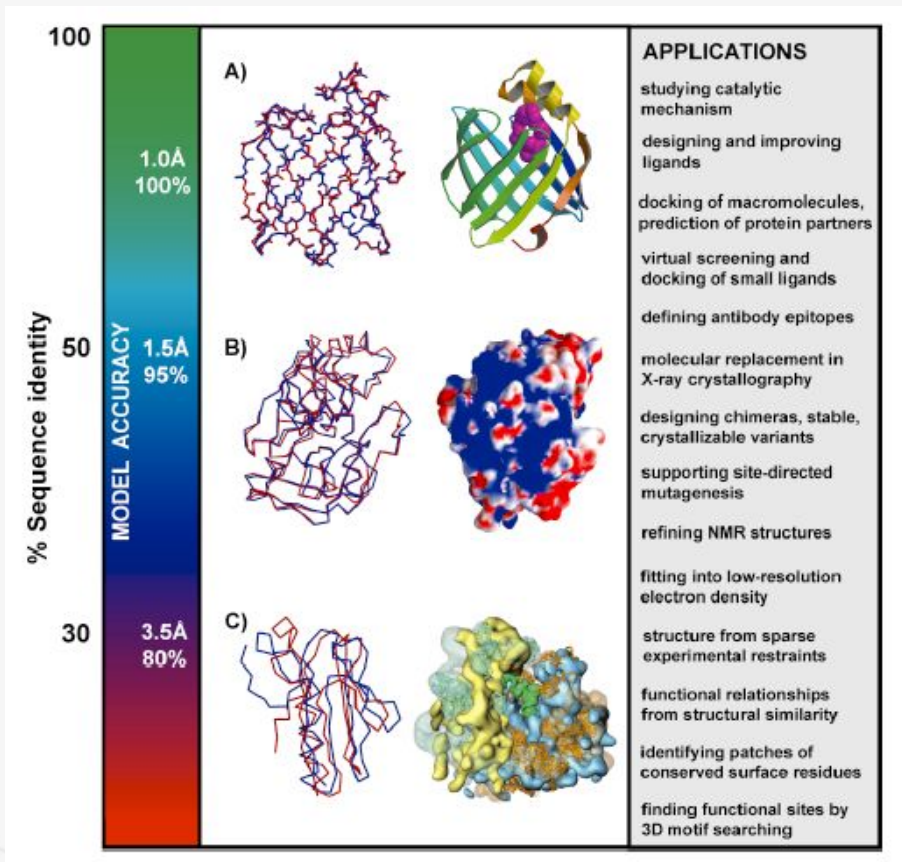 100
50
30
% Sequence identity
MODEL ACCURACY
1.0Å
100%
1.5Å
95%
3.5Å
80%
A)
B)
C)
APPLICATIONS
studying catalytic
mechanism
designing and improving
ligands
docking of macromolecules,
prediction of protein partners
virtual screening and
docking of small ligands
defining antibody epitopes
molecular replacement in
X-ray crystallography
designing chimeras, stable,
crystallizable variants
supporting site-directed
mutagenesis
refining NMR structures
fitting into low-resolution
electron density
structure from sparse
experimental restraints
functional relationships
from structural similarity
identifying patches of
conserved surface residues
finding functional sites by
3D motif searching